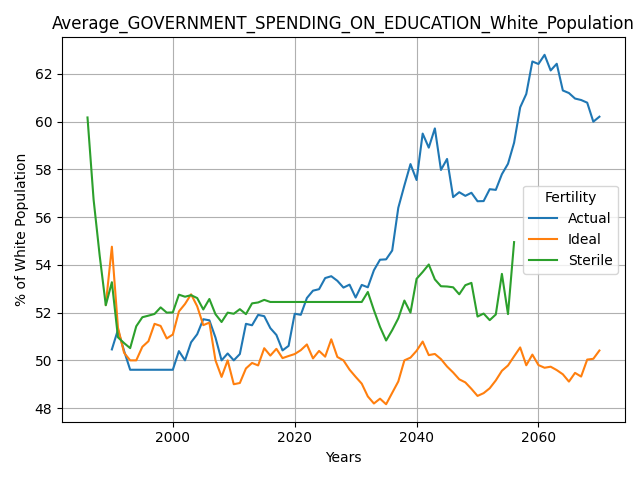 Average_GOVERNMENT_SPENDING_ON_EDUCATION_White_Population
% of White Population
62
60
58
56
54
52
50
48
Fertility
Actual
Ideal
Sterile
2000 2020 2040 2060
Years